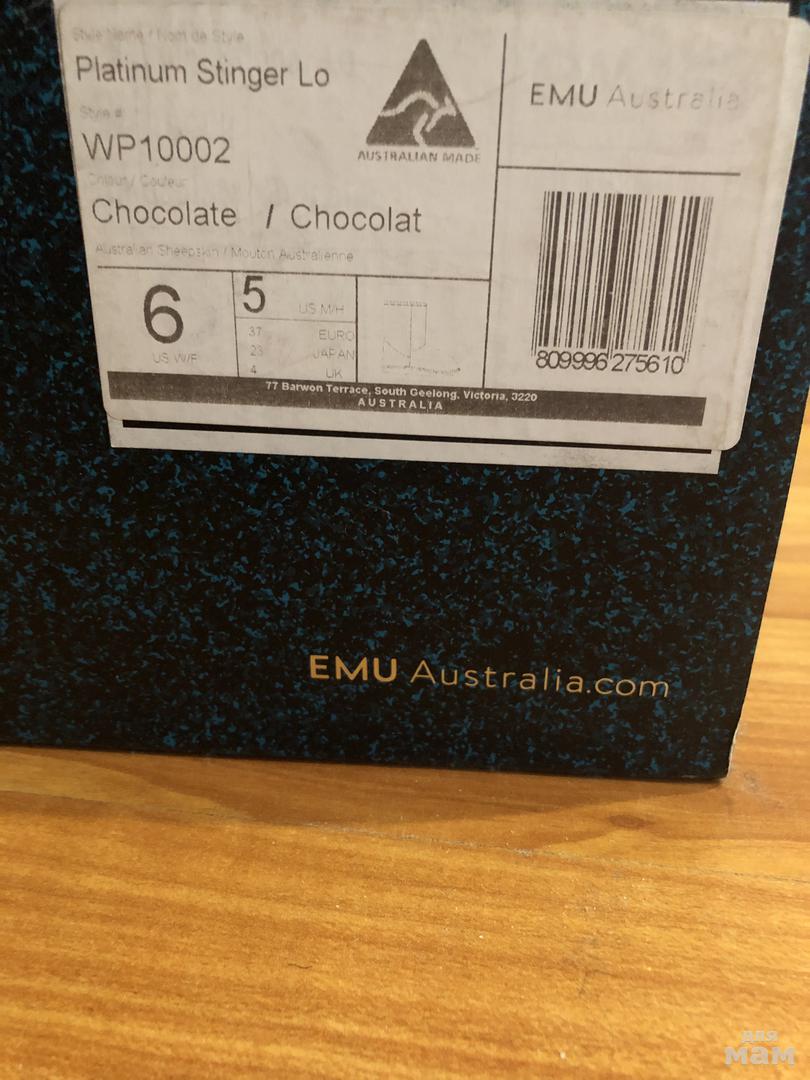 Style Name / Nom de Style
Platinum Stinger Lo
Style #
WP10002
Colour / Couleur
Chocolate / Chocolat
Australian Sheepskin / Mouton Australienne
AUSTRALIAN MADE
EMU Australia
6
US W/F
5 US M/H
37 EURO
23 JAPAN
4 UK
809996 275610
77 Barwon Terrace, South Geelong, Victoria, 3220
AUSTRALIA
EMU Australia.com
для
мам